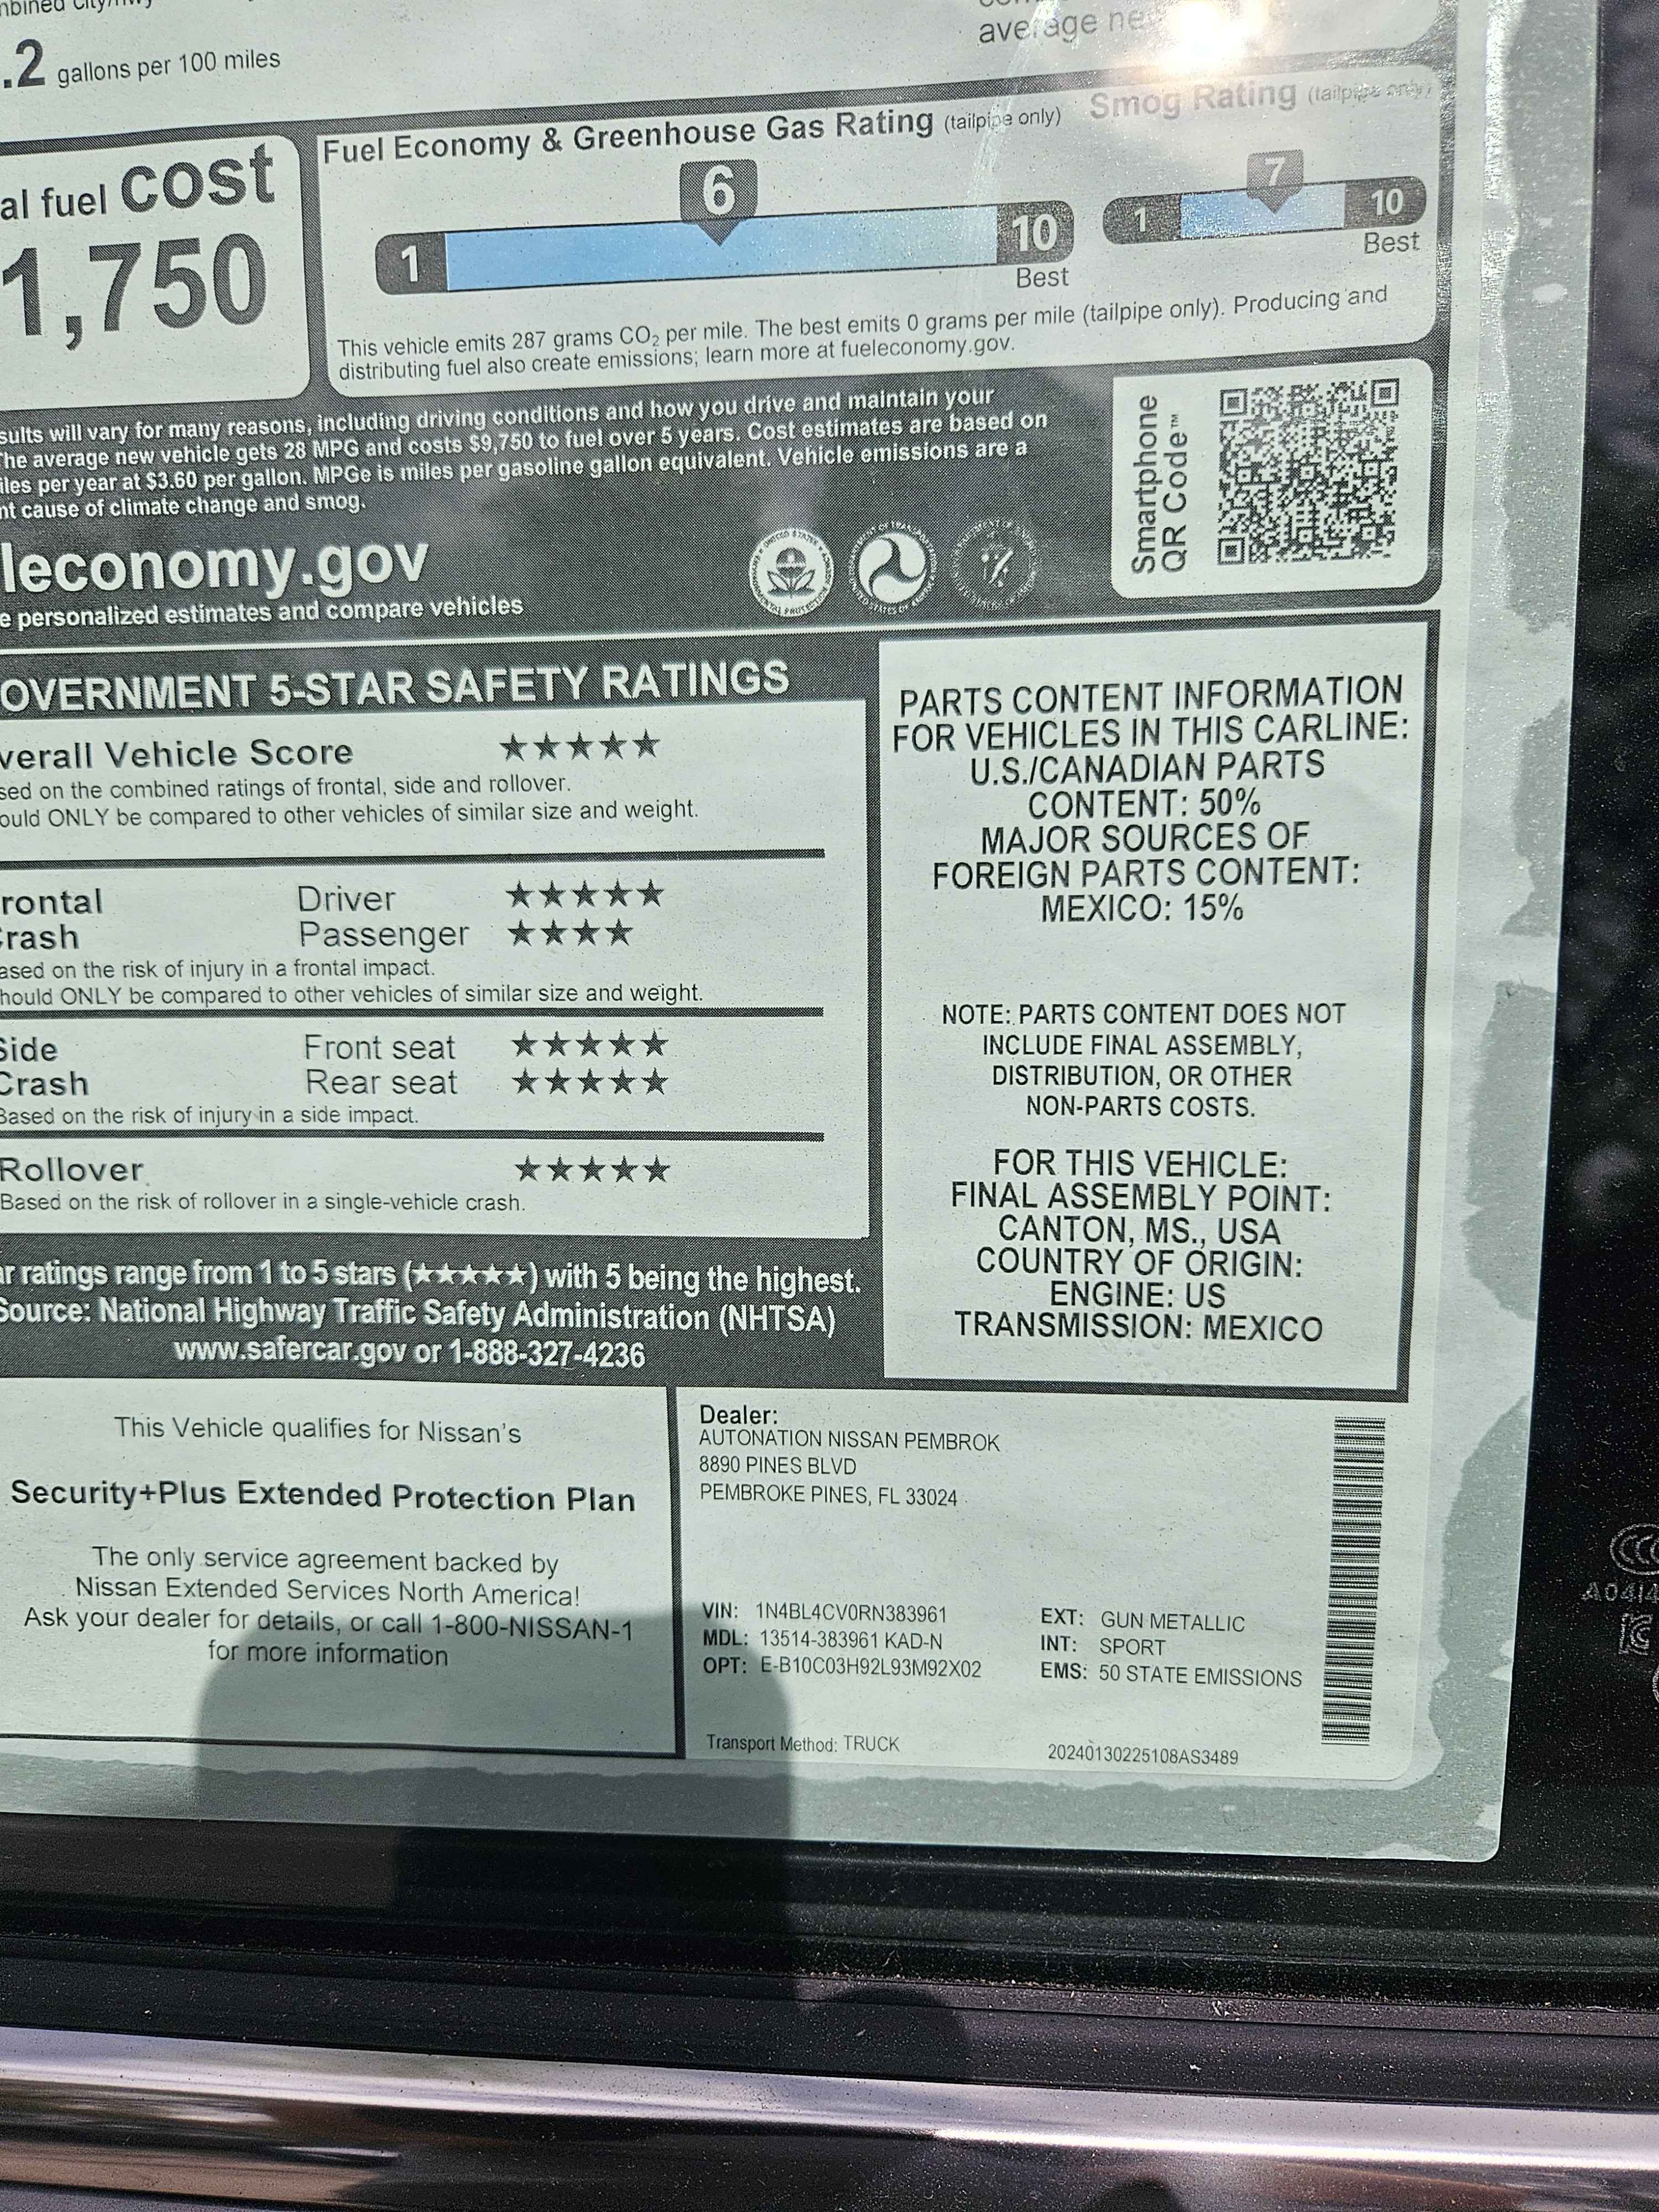 .2 gallons per 100 miles
average
al fuel cost
1,750
Fuel Economy & Greenhouse Gas Rating (tailpipe only)
Smog Rating (tailpipe only)
6
1
10
Best
7
1
10
Best
This vehicle emits 287 grams CO2 per mile. The best emits 0 grams per mile (tailpipe only). Producing and
distributing fuel also create emissions; learn more at fueleconomy.gov.
sults will vary for many reasons, including driving conditions and how you drive and maintain your
The average new vehicle gets 28 MPG and costs $9,750 to fuel over 5 years. Cost estimates are based on
iles per year at $3.60 per gallon. MPGe is miles per gasoline gallon equivalent. Vehicle emissions are a
nt cause of climate change and smog.
leconomy.gov
e personalized estimates and compare vehicles
Smartphone
QR Code™
OVERNMENT 5-STAR SAFETY RATINGS
verall Vehicle Score ★★★★★
sed on the combined ratings of frontal, side and rollover.
ould ONLY be compared to other vehicles of similar size and weight.
rontal Driver ★★★★★
Crash Passenger ★★★★
ased on the risk of injury in a frontal impact.
hould ONLY be compared to other vehicles of similar size and weight.
Side Front seat ★★★★★
Crash Rear seat ★★★★★
Based on the risk of injury in a side impact.
Rollover ★★★★★
Based on the risk of rollover in a single-vehicle crash.
ar ratings range from 1 to 5 stars (★★★★★) with 5 being the highest.
Source: National Highway Traffic Safety Administration (NHTSA)
www.safercar.gov or 1-888-327-4236
PARTS CONTENT INFORMATION
FOR VEHICLES IN THIS CARLINE:
U.S./CANADIAN PARTS
CONTENT: 50%
MAJOR SOURCES OF
FOREIGN PARTS CONTENT:
MEXICO: 15%
NOTE: PARTS CONTENT DOES NOT
INCLUDE FINAL ASSEMBLY,
DISTRIBUTION, OR OTHER
NON-PARTS COSTS.
FOR THIS VEHICLE:
FINAL ASSEMBLY POINT:
CANTON, MS., USA
COUNTRY OF ORIGIN:
ENGINE: US
TRANSMISSION: MEXICO
This Vehicle qualifies for Nissan's
Security+Plus Extended Protection Plan
The only service agreement backed by
Nissan Extended Services North America!
Ask your dealer for details, or call 1-800-NISSAN-1
for more information
Dealer:
AUTONATION NISSAN PEMBROK
8890 PINES BLVD
PEMBROKE PINES, FL 33024
VIN: 1N4BL4CV0RN383961
MDL: 13514-383961 KAD-N
OPT: E-B10C03H92L93M92X02
EXT: GUN METALLIC
INT: SPORT
EMS: 50 STATE EMISSIONS
Transport Method: TRUCK
20240130225108AS3489